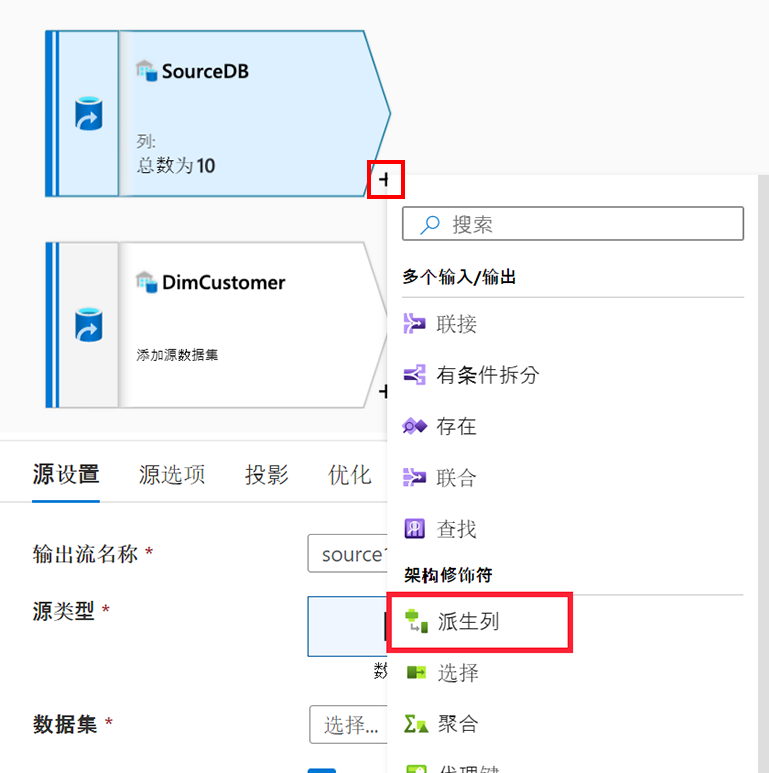 SourceDB
列:
总数为10
+
搜索
多个输入/输出
联接
DimCustomer
有条件拆分
添加源数据集
+
存在
源设置 源选项 投影 优化
联合
查找
输出流名称 *
source1
架构修饰符
源类型 *
派生列
数
选择
数据集 *
选择...
聚合
代理键